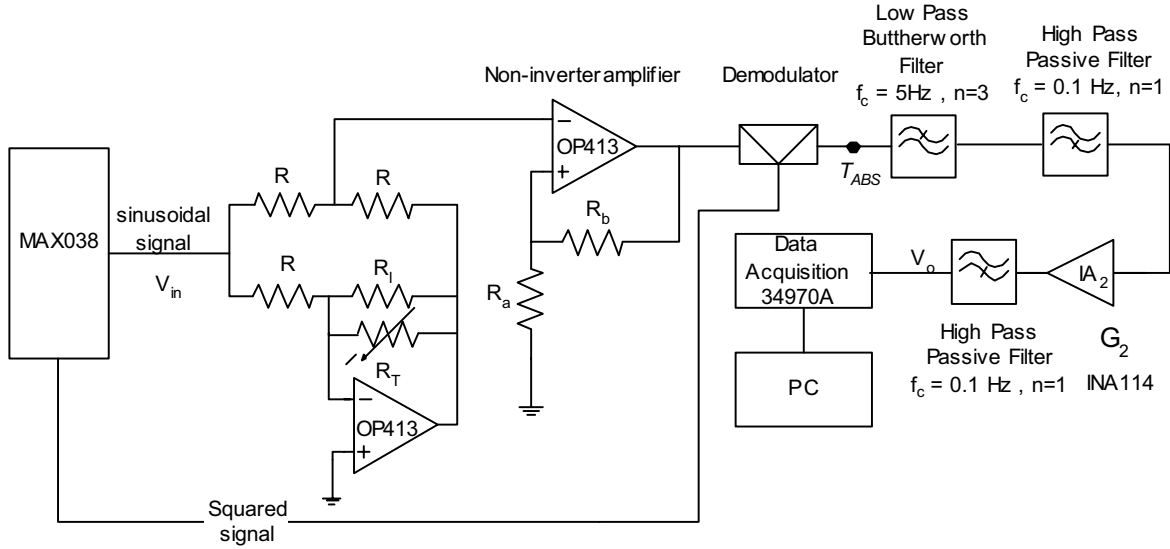 Low Pass
Buttherworth
Filter
f_c = 5Hz , n=3
High Pass
Passive Filter
f_c = 0.1 Hz, n=1
Non-inverter amplifier
Demodulator
−
OP413
+
T_ABS
MAX038
sinusoidal
signal
V_in
R
R
R
R_l
R_T
R_b
R_a
−
OP413
+
Data
Acquisition
34970A
PC
V_o
IA_2
High Pass
Passive Filter
f_c = 0.1 Hz , n=1
G_2
INA114
Squared
signal